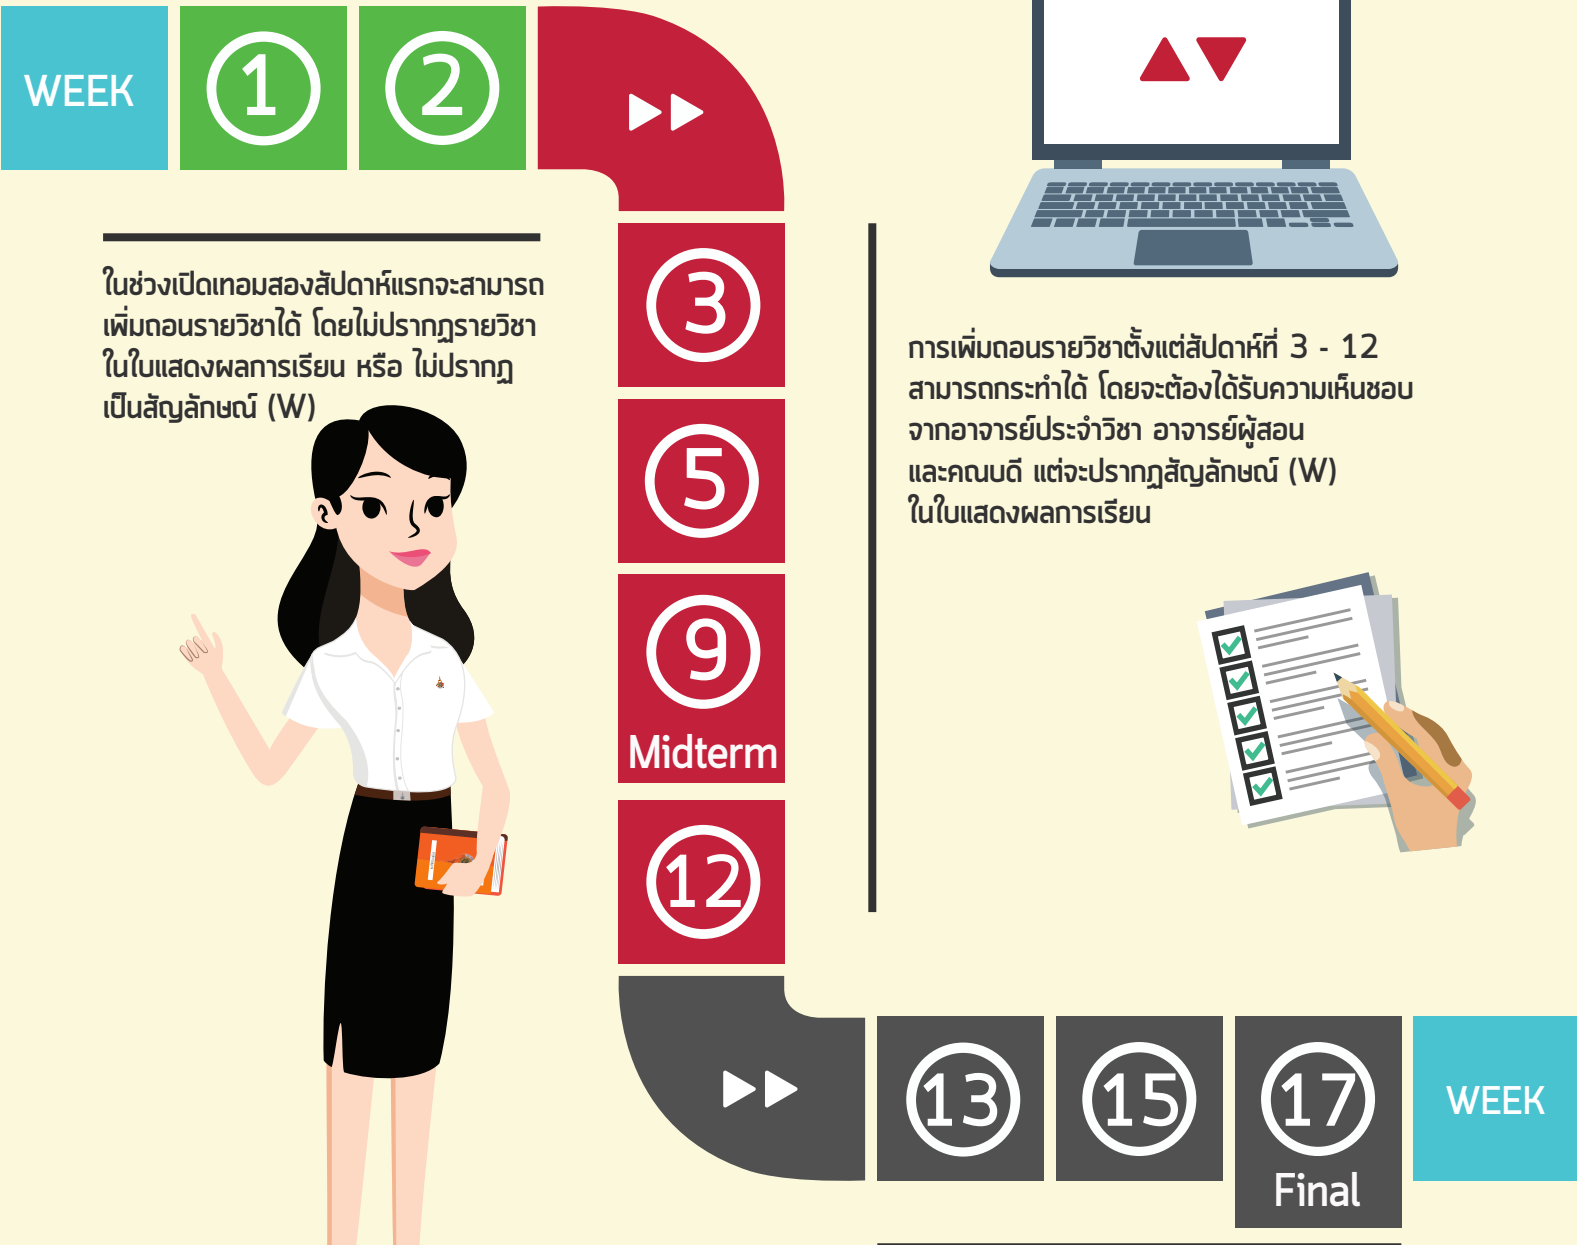 WEEK
1
2
ในช่วงเปิดเทอมสองสัปดาห์แรกจะสามารถ
เพิ่มถอนรายวิชาได้ โดยไม่ปรากฏรายวิชา
ในใบแสดงผลการเรียน หรือ ไม่ปรากฏ
เป็นสัญลักษณ์ (W)
3
5
9
Midterm
12
การเพิ่มถอนรายวิชาตั้งแต่สัปดาห์ที่ 3 - 12
สามารถกระทำได้ โดยจะต้องได้รับความเห็นชอบ
จากอาจารย์ประจำวิชา อาจารย์ผู้สอน
และคณบดี แต่จะปรากฏสัญลักษณ์ (W)
ในใบแสดงผลการเรียน
13
15
17
Final
WEEK